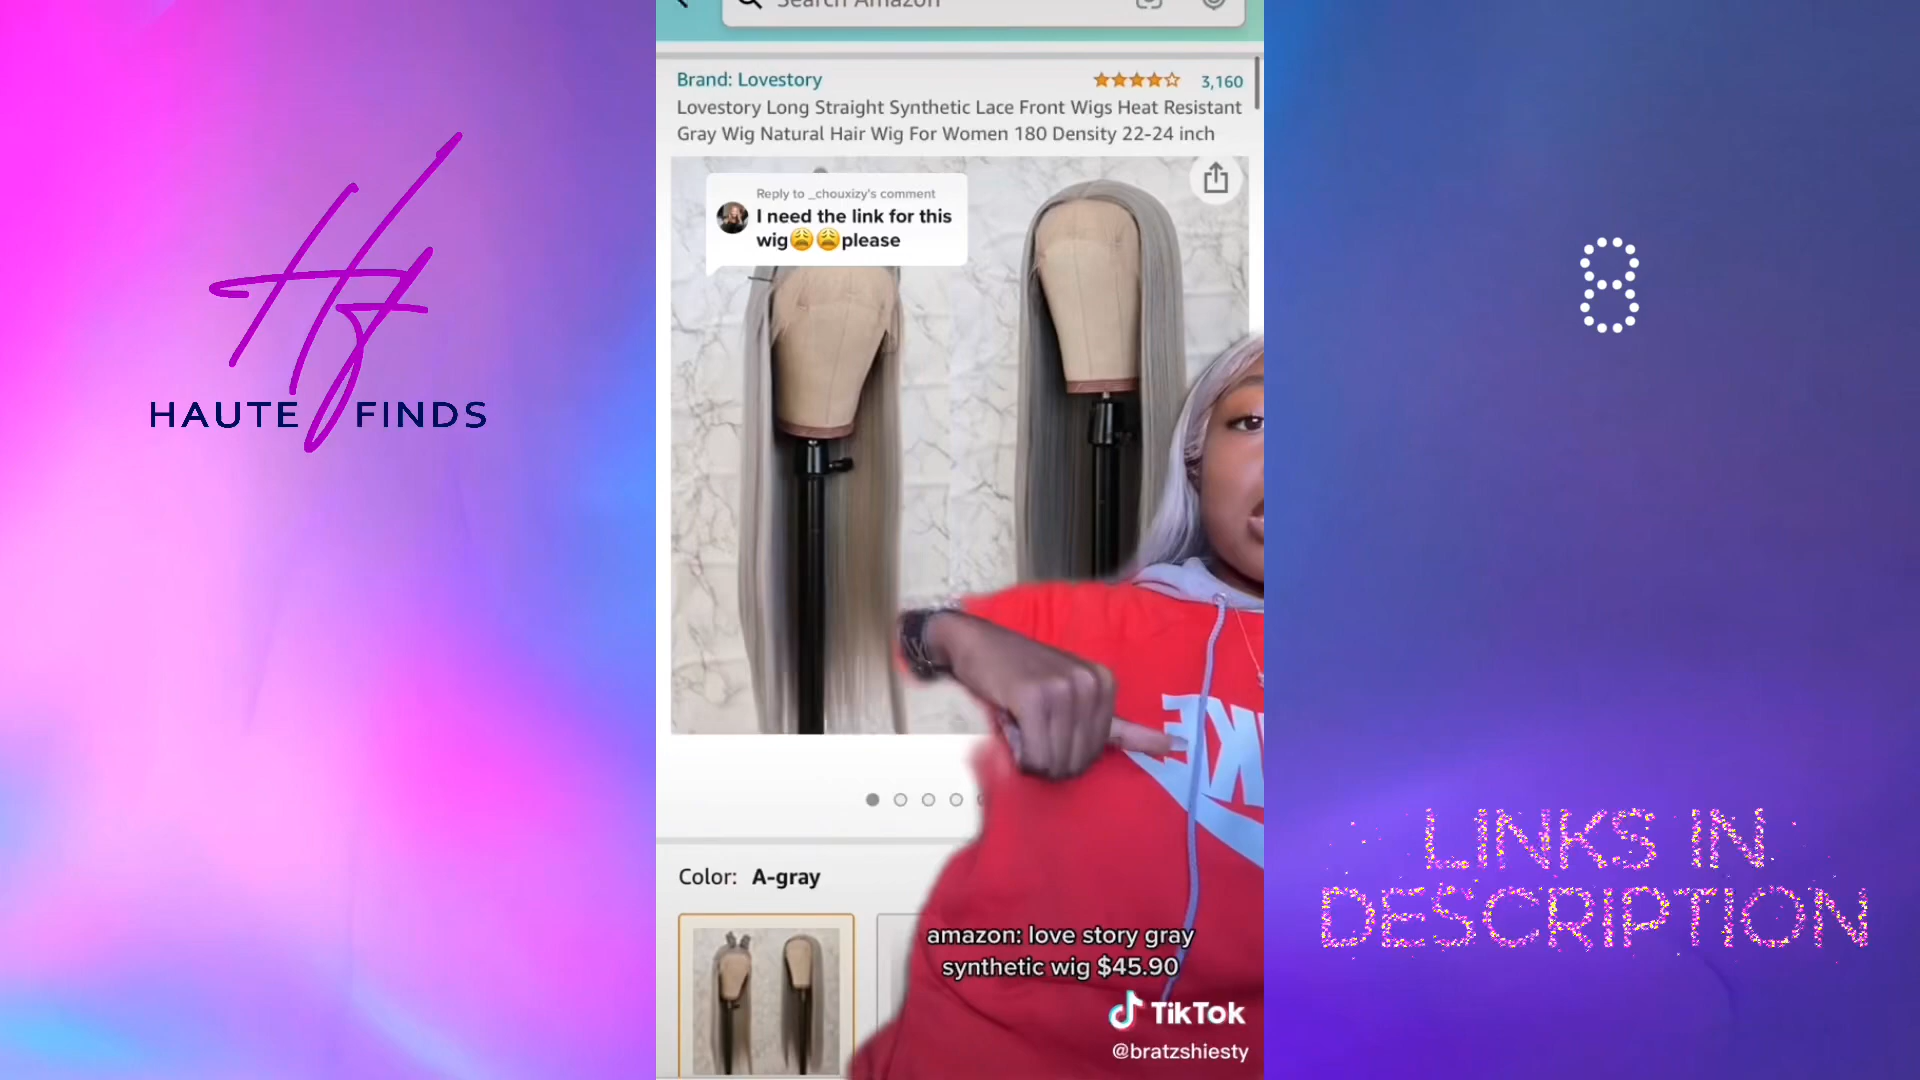 HAUTE FINDS
Search Amazon
Brand: Lovestory
3,160
Lovestory Long Straight Synthetic Lace Front Wigs Heat Resistant
Gray Wig Natural Hair Wig For Women 180 Density 22-24 inch
Reply to _chouxizy's comment
I need the link for this
wig😩😩please
NIKE
Color: A-gray
amazon: love story gray
synthetic wig $45.90
TikTok
@bratzshiesty
8
LINKS IN
DESCRIPTION